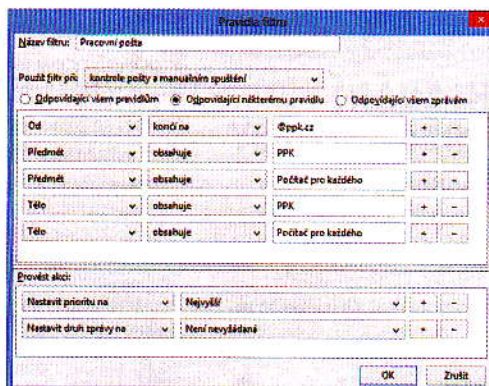 Pravidla filtru
Název filtru: Pracovní pošta
Použít filtr při: kontrole pošty a manuálním spuštění
Odpovídající všem pravidlům Odpovídající některému pravidlu Odpovídající všem zprávám
Od končí na @ppk.cz + -
Předmět obsahuje PPK + -
Předmět obsahuje Počítač pro každého + -
Tělo obsahuje PPK + -
Tělo obsahuje Počítač pro každého + -
Provést akci:
Nastavit prioritu na Nejvyšší + -
Nastavit druh zprávy na Není nevyžádaná + -
OK Zrušit